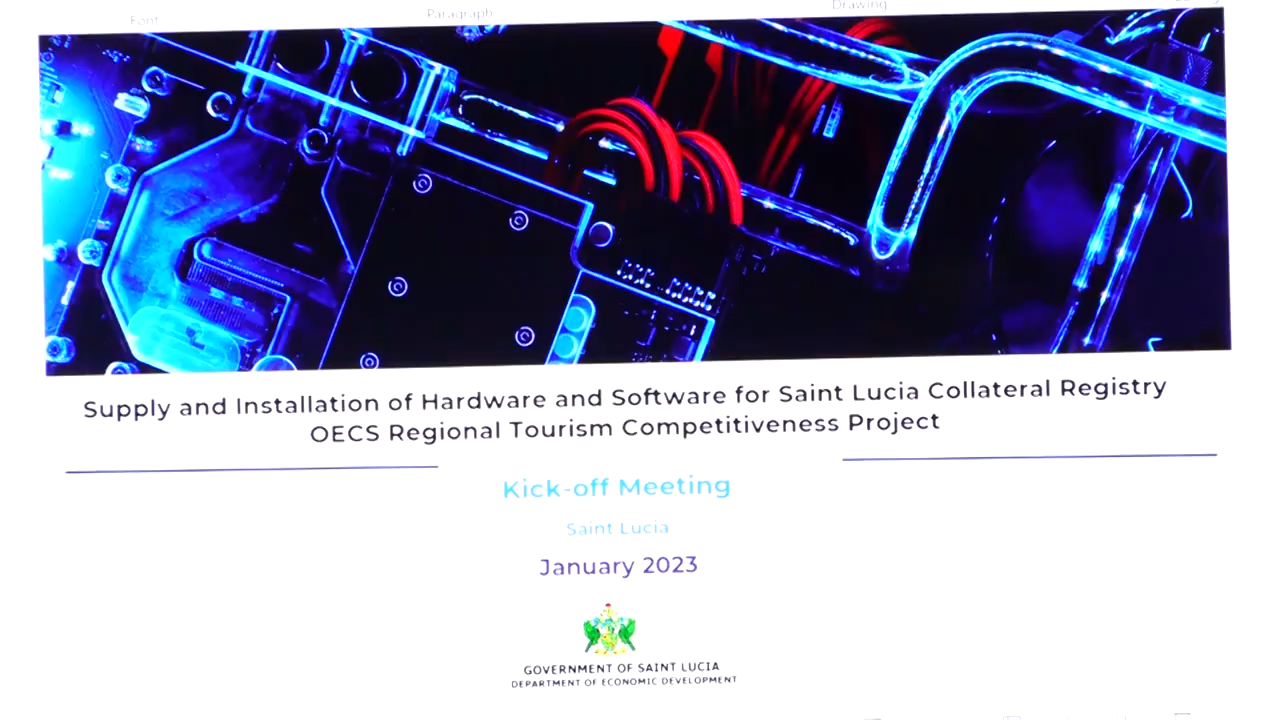 Font Paragraph Drawing
Supply and Installation of Hardware and Software for Saint Lucia Collateral Registry
OECS Regional Tourism Competitiveness Project
Kick-off Meeting
Saint Lucia
January 2023
GOVERNMENT OF SAINT LUCIA
DEPARTMENT OF ECONOMIC DEVELOPMENT